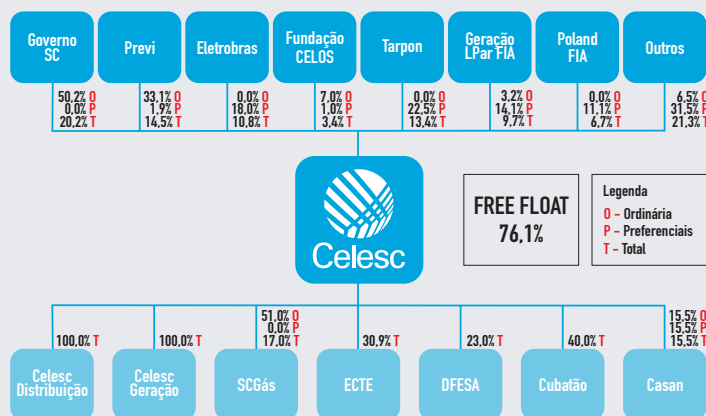 Governo
SC
Previ
Eletrobras
Fundação
CELOS
Tarpon
Geração
LPar FIA
Poland
FIA
Outros
50,2% O
0,0% P
20,2% T
33,1% O
1,9% P
14,5% T
0,0% O
18,0% P
10,8% T
7,0% O
1,0% P
3,4% T
0,0% O
22,5% P
13,4% T
3,2% O
14,1% P
9,7% T
0,0% O
11,1% P
6,7% T
6,5% O
31,5% P
21,3% T
Celesc
FREE FLOAT
76,1%
Legenda
O – Ordinária
P – Preferenciais
T – Total
100,0% T
100,0% T
51,0% O
0,0% P
17,0% T
30,9% T
23,0% T
40,0% T
15,5% O
15,5% P
15,5% T
Celesc
Distribuição
Celesc
Geração
SCGás
ECTE
DFESA
Cubatão
Casan